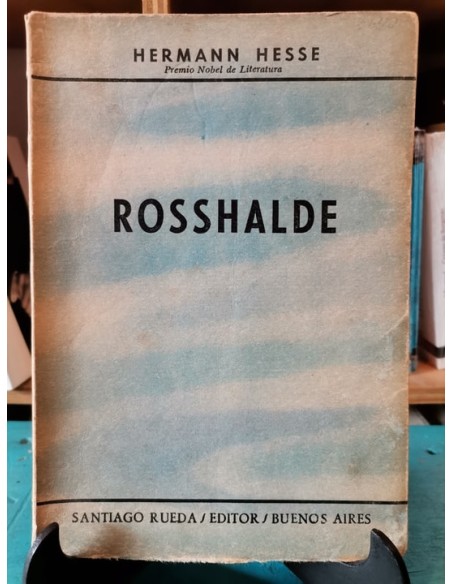 HERMANN HESSE
Premio Nobel de Literatura
ROSSHALDE
SANTIAGO RUEDA / EDITOR / BUENOS AIRES